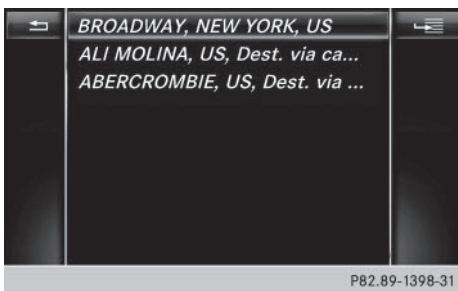 BROADWAY, NEW YORK, US
ALI MOLINA, US, Dest. via ca...
ABERCROMBIE, US, Dest. via ...
P82.89-1398-31